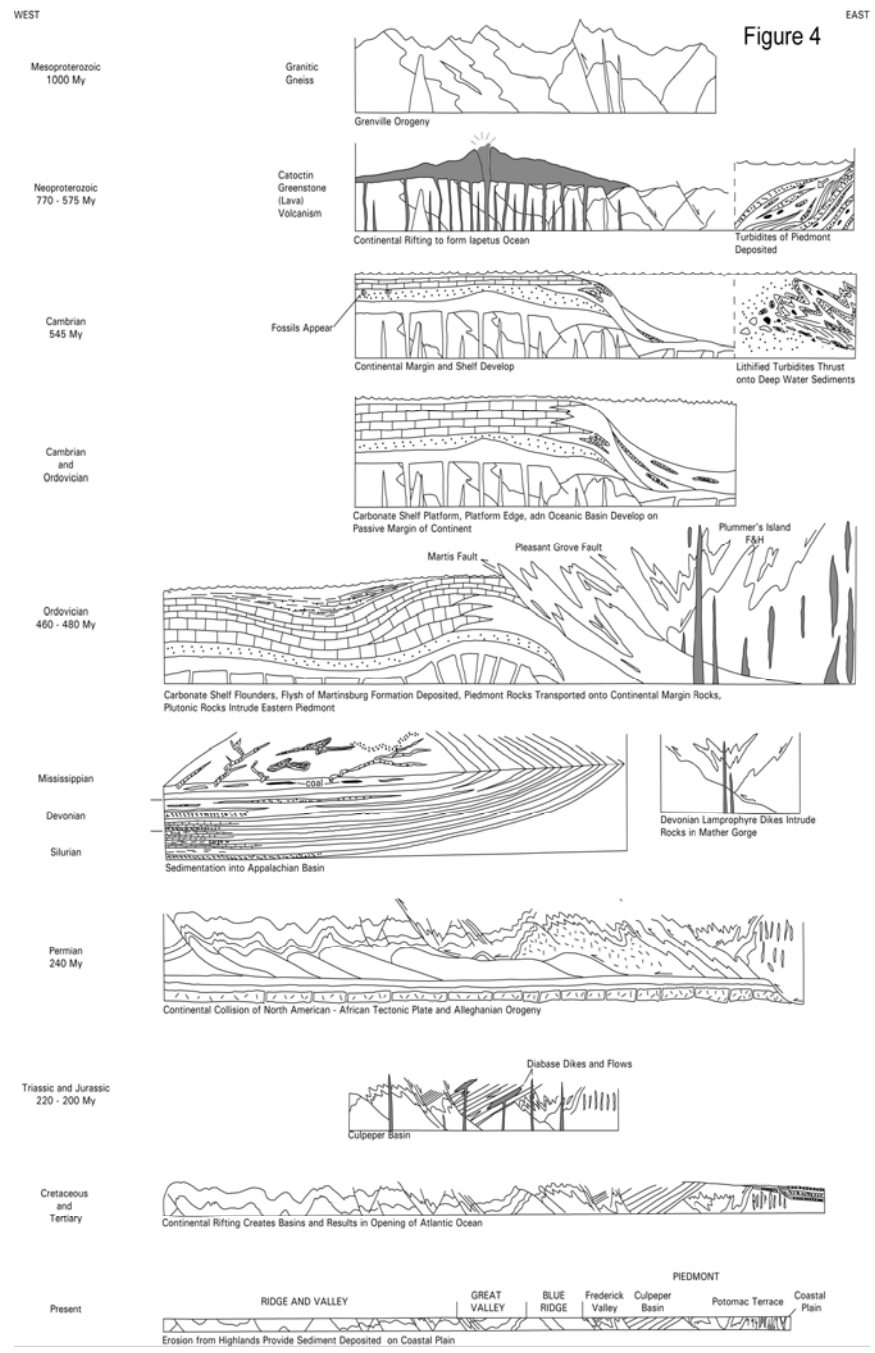 WEST
EAST
Figure 4
Mesoproterozoic
1000 My
Granitic
Gneiss
Grenville Orogeny
Neoproterozoic
770 - 575 My
Catoctin
Greenstone
(Lava)
Volcanism
Continental Rifting to form Iapetus Ocean
Turbidites of Piedmont
Deposited
Cambrian
545 My
Fossils Appear
Continental Margin and Shelf Develop
Lithified Turbidites Thrust
onto Deep Water Sediments
Cambrian
and
Ordovician
Carbonate Shelf Platform, Platform Edge, adn Oceanic Basin Develop on
Passive Margin of Continent
Martis Fault
Pleasant Grove Fault
Plummer's Island
F&H
Ordovician
460 - 480 My
Carbonate Shelf Flounders, Flysh of Martinsburg Formation Deposited, Piedmont Rocks Transported onto Continental Margin Rocks,
Plutonic Rocks Intrude Eastern Piedmont
Mississippian
coal
Devonian
Silurian
Sedimentation into Appalachian Basin
Devonian Lamprophyre Dikes Intrude
Rocks in Mather Gorge
Permian
240 My
Continental Collision of North American - African Tectonic Plate and Alleghanian Orogeny
Triassic and Jurassic
220 - 200 My
Diabase Dikes and Flows
Culpeper Basin
Cretaceous
and
Tertiary
Continental Rifting Creates Basins and Results in Opening of Atlantic Ocean
PIEDMONT
Present
RIDGE AND VALLEY
GREAT
VALLEY
BLUE
RIDGE
Frederick
Valley
Culpeper
Basin
Potomac Terrace
Coastal
Plain
Erosion from Highlands Provide Sediment Deposited on Coastal Plain